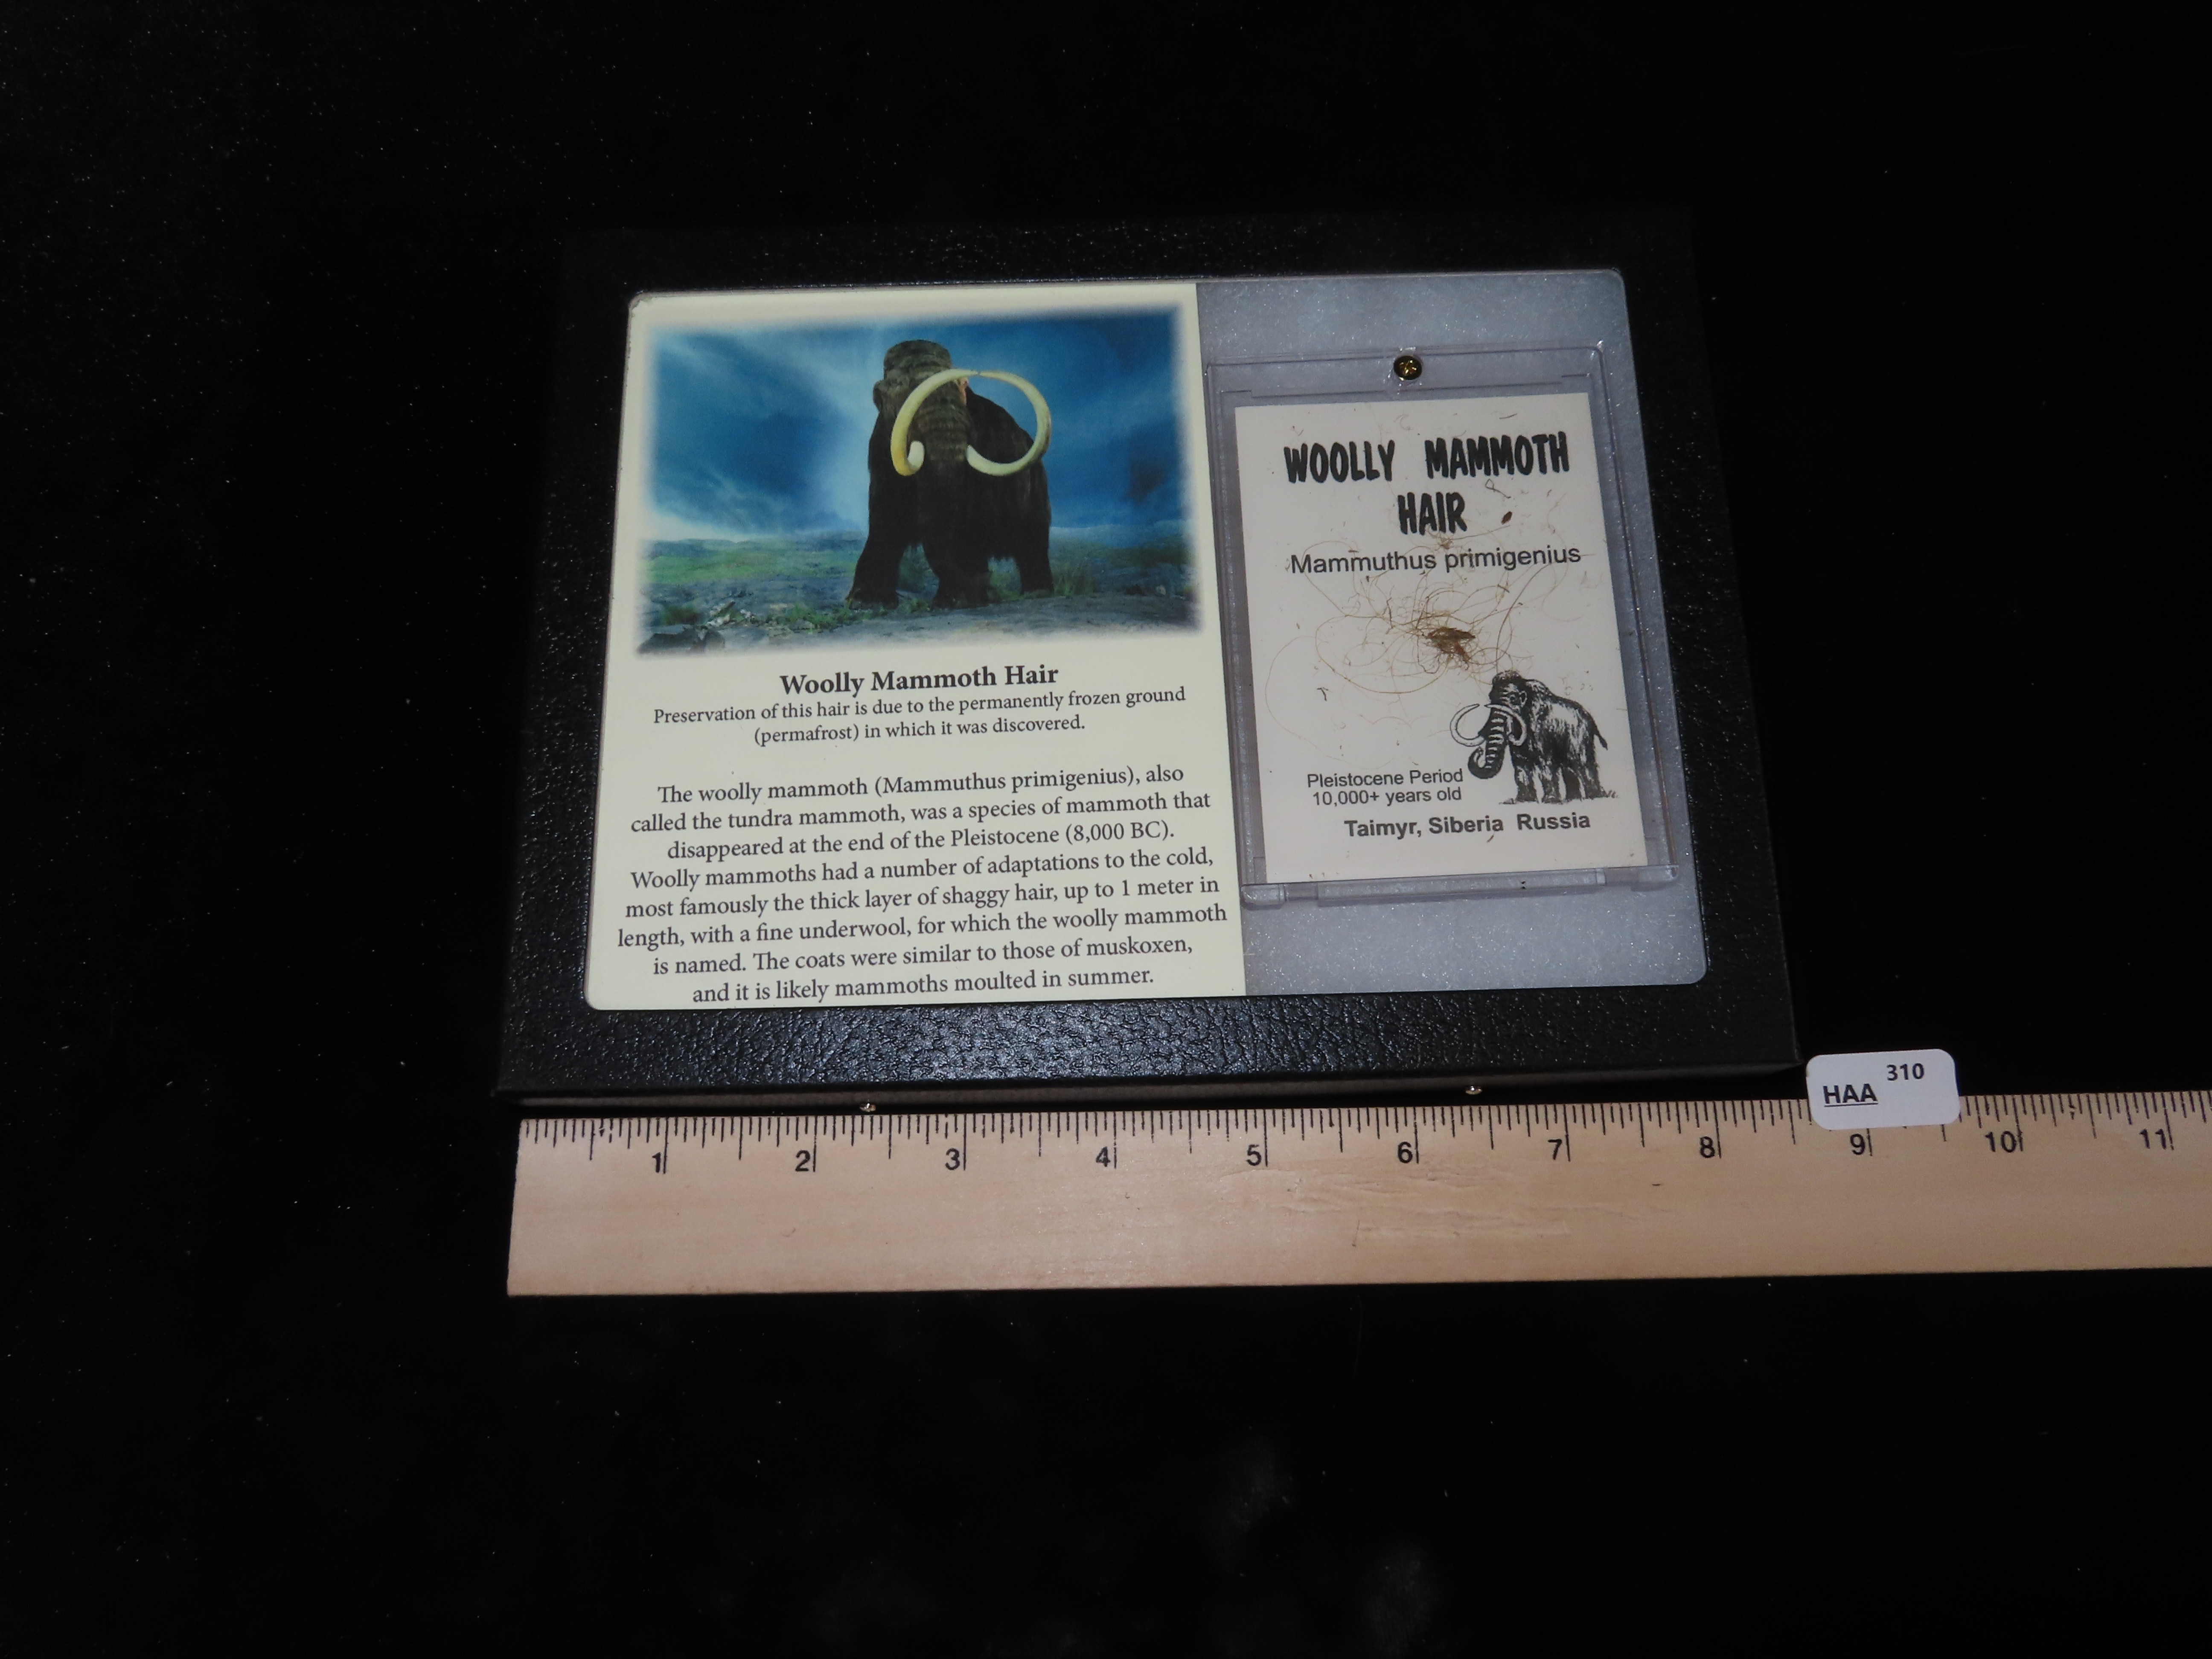 Woolly Mammoth Hair
Preservation of this hair is due to the permanently frozen ground
(permafrost) in which it was discovered.
The woolly mammoth (Mammuthus primigenius), also
called the tundra mammoth, was a species of mammoth that
disappeared at the end of the Pleistocene (8,000 BC).
Woolly mammoths had a number of adaptations to the cold,
most famously the thick layer of shaggy hair, up to 1 meter in
length, with a fine underwool, for which the woolly mammoth
is named. The coats were similar to those of muskoxen,
and it is likely mammoths moulted in summer.
WOOLLY MAMMOTH
HAIR
Mammuthus primigenius
Pleistocene Period
10,000+ years old
Taimyr, Siberia Russia
HAA 310
1 2 3 4 5 6 7 8 9 10 11